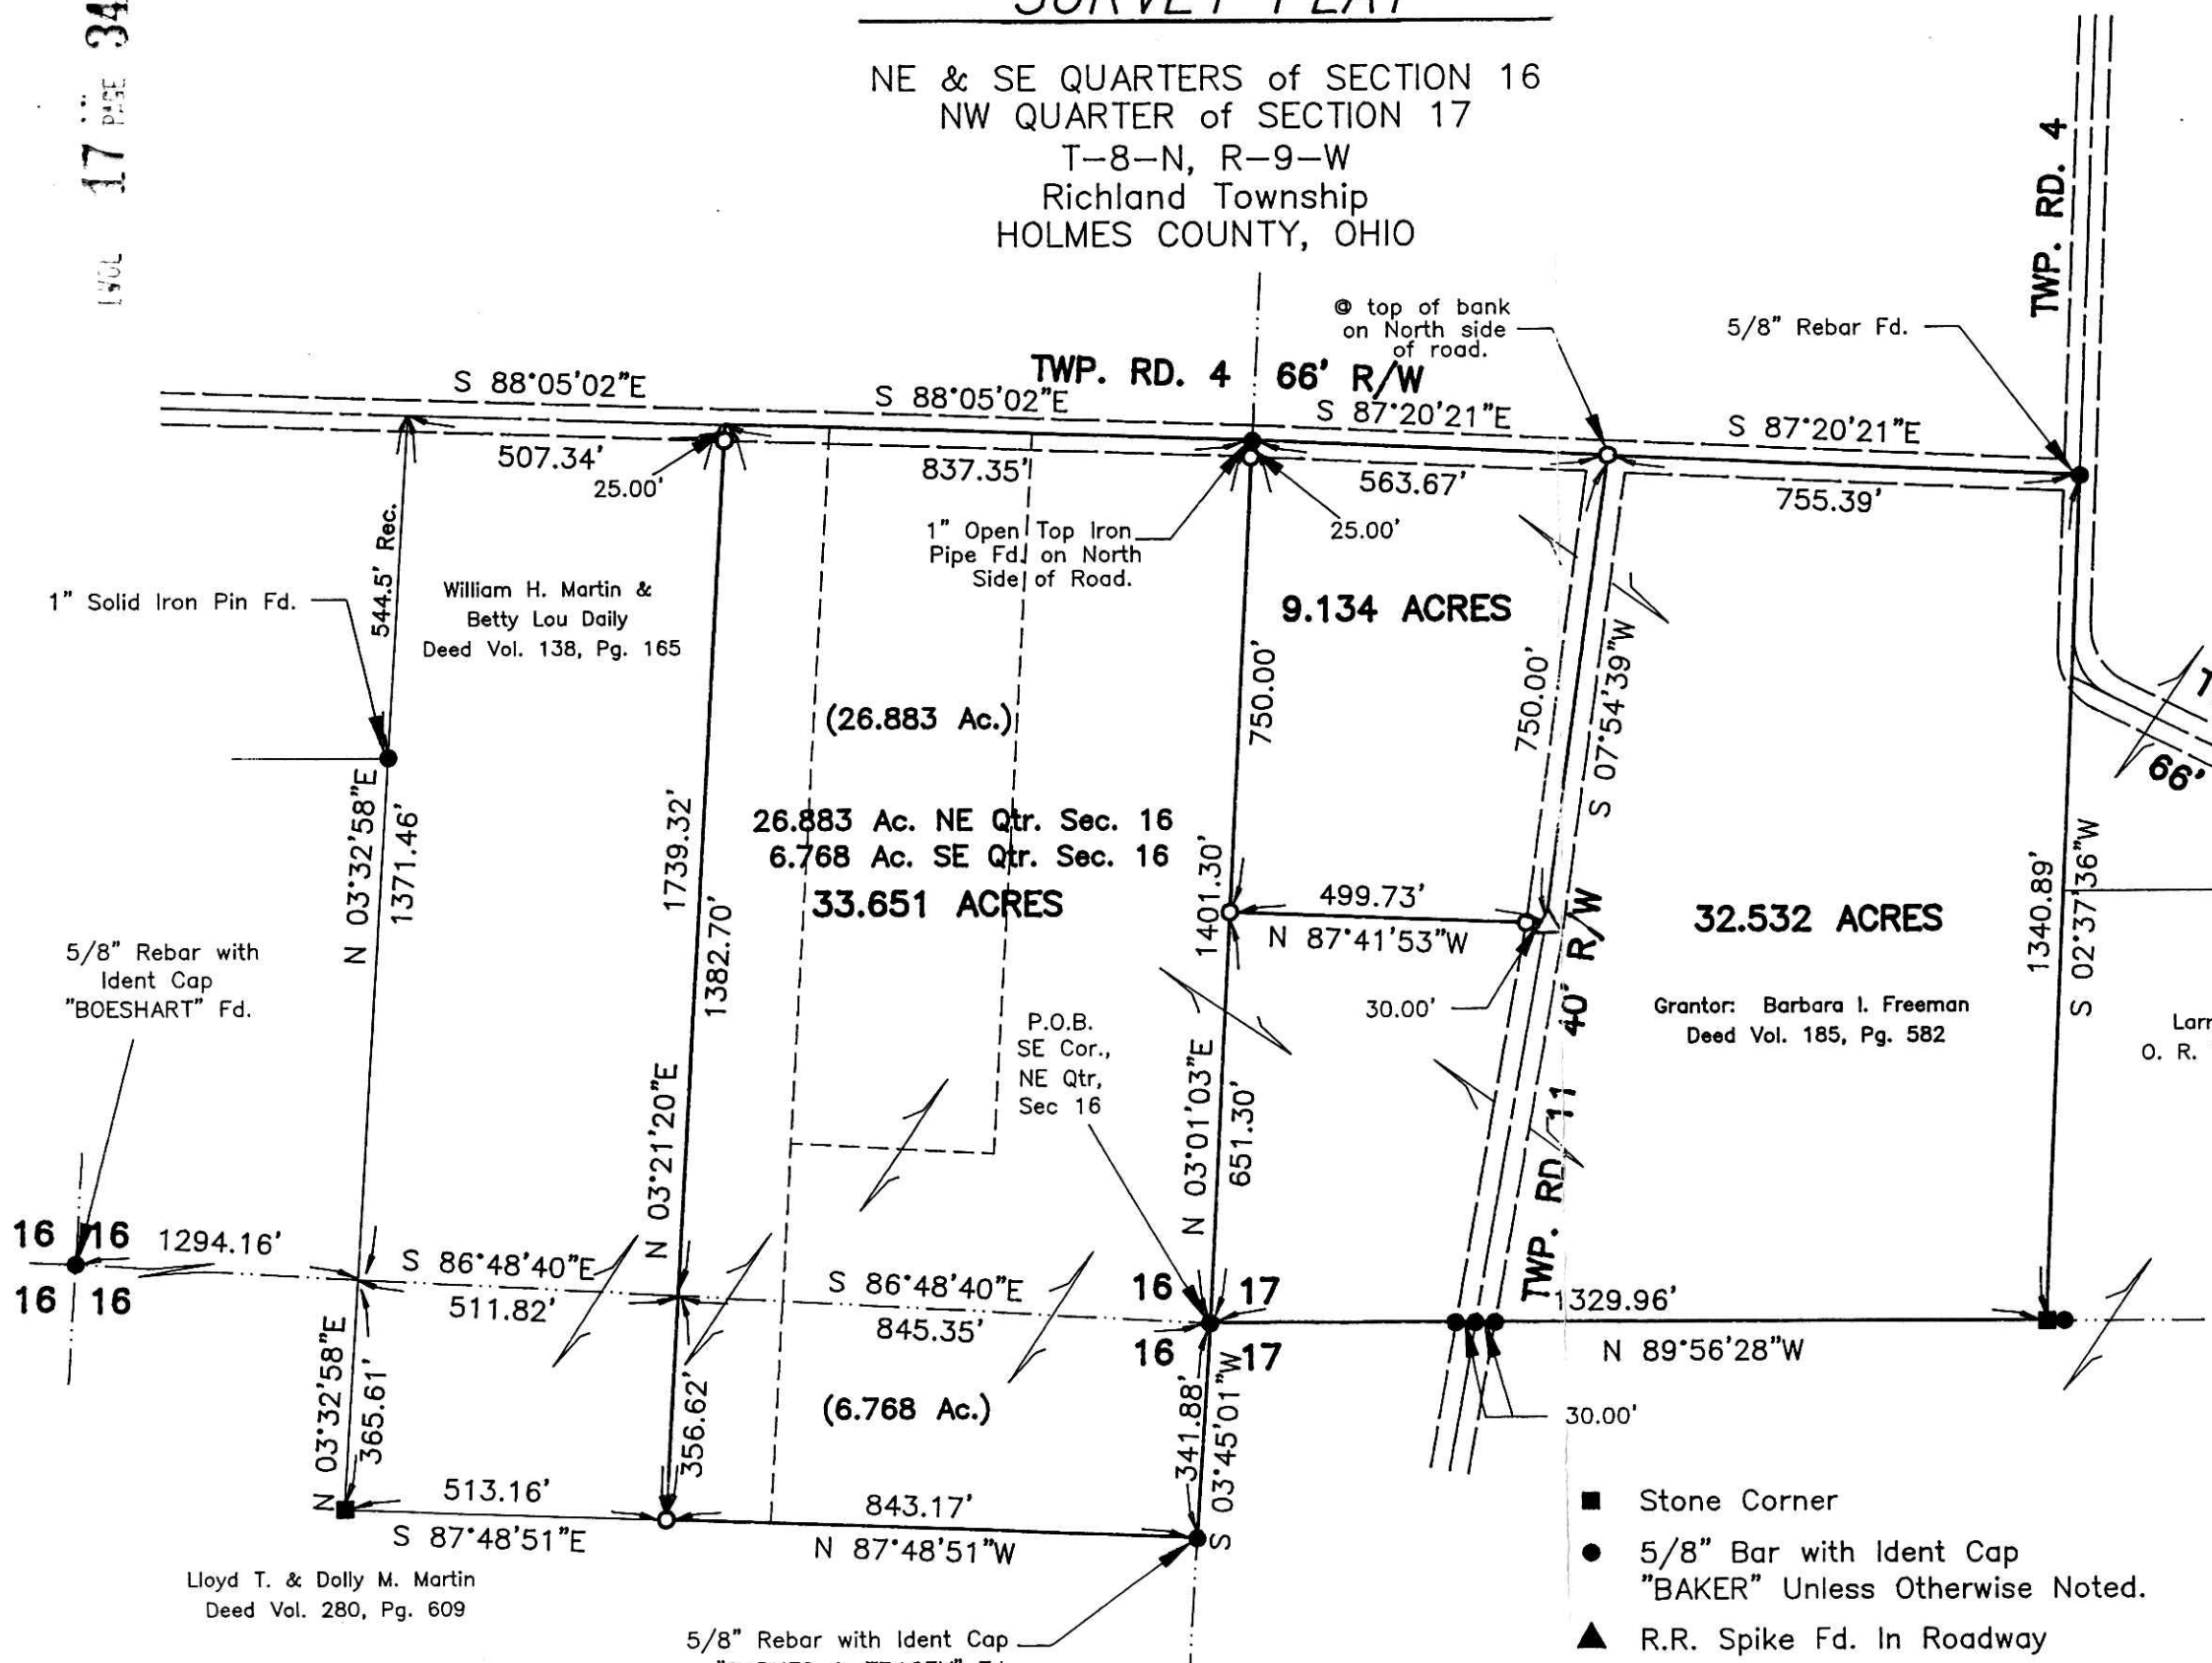 SURVEY PLAT
VOL 17 PAGE 34
NE & SE QUARTERS of SECTION 16
NW QUARTER of SECTION 17
T-8-N, R-9-W
Richland Township
HOLMES COUNTY, OHIO
TWP. RD. 4
@ top of bank
on North side
of road.
5/8" Rebar Fd.
TWP. RD. 4 66' R/W
S 88°05'02"E
S 88°05'02"E
S 87°20'21"E
S 87°20'21"E
507.34'
25.00'
837.35'
563.67'
755.39'
1" Open Top Iron
Pipe Fd. on North
Side of Road.
25.00'
544.5' Rec.
1" Solid Iron Pin Fd.
William H. Martin &
Betty Lou Daily
Deed Vol. 138, Pg. 165
9.134 ACRES
750.00'
750.00'
S 07°54'39"W
(26.883 Ac.)
66'
N 03°32'58"E
1371.46'
1739.32'
1382.70'
26.883 Ac. NE Qtr. Sec. 16
6.768 Ac. SE Qtr. Sec. 16
33.651 ACRES
1401.30'
499.73'
N 87°41'53"W
30.00'
32.532 ACRES
1340.89'
S 02°37'36"W
5/8" Rebar with
Ident Cap
"BOESHART" Fd.
Grantor: Barbara I. Freeman
Deed Vol. 185, Pg. 582
O. R.
P.O.B.
SE Cor.,
NE Qtr,
Sec 16
N 03°21'20"E
N 03°01'03"E
651.30'
TWP. RD 11 40' R/W
16 16
16 16
1294.16'
S 86°48'40"E
511.82'
S 86°48'40"E
845.35'
16 17
16 17
1329.96'
N 89°56'28"W
N 03°32'58"E
365.61'
356.62'
(6.768 Ac.)
341.88'
S 03°45'01"W
30.00'
513.16'
S 87°48'51"E
843.17'
N 87°48'51"W
Lloyd T. & Dolly M. Martin
Deed Vol. 280, Pg. 609
5/8" Rebar with Ident Cap
Stone Corner
5/8" Bar with Ident Cap
"BAKER" Unless Otherwise Noted.
R.R. Spike Fd. In Roadway